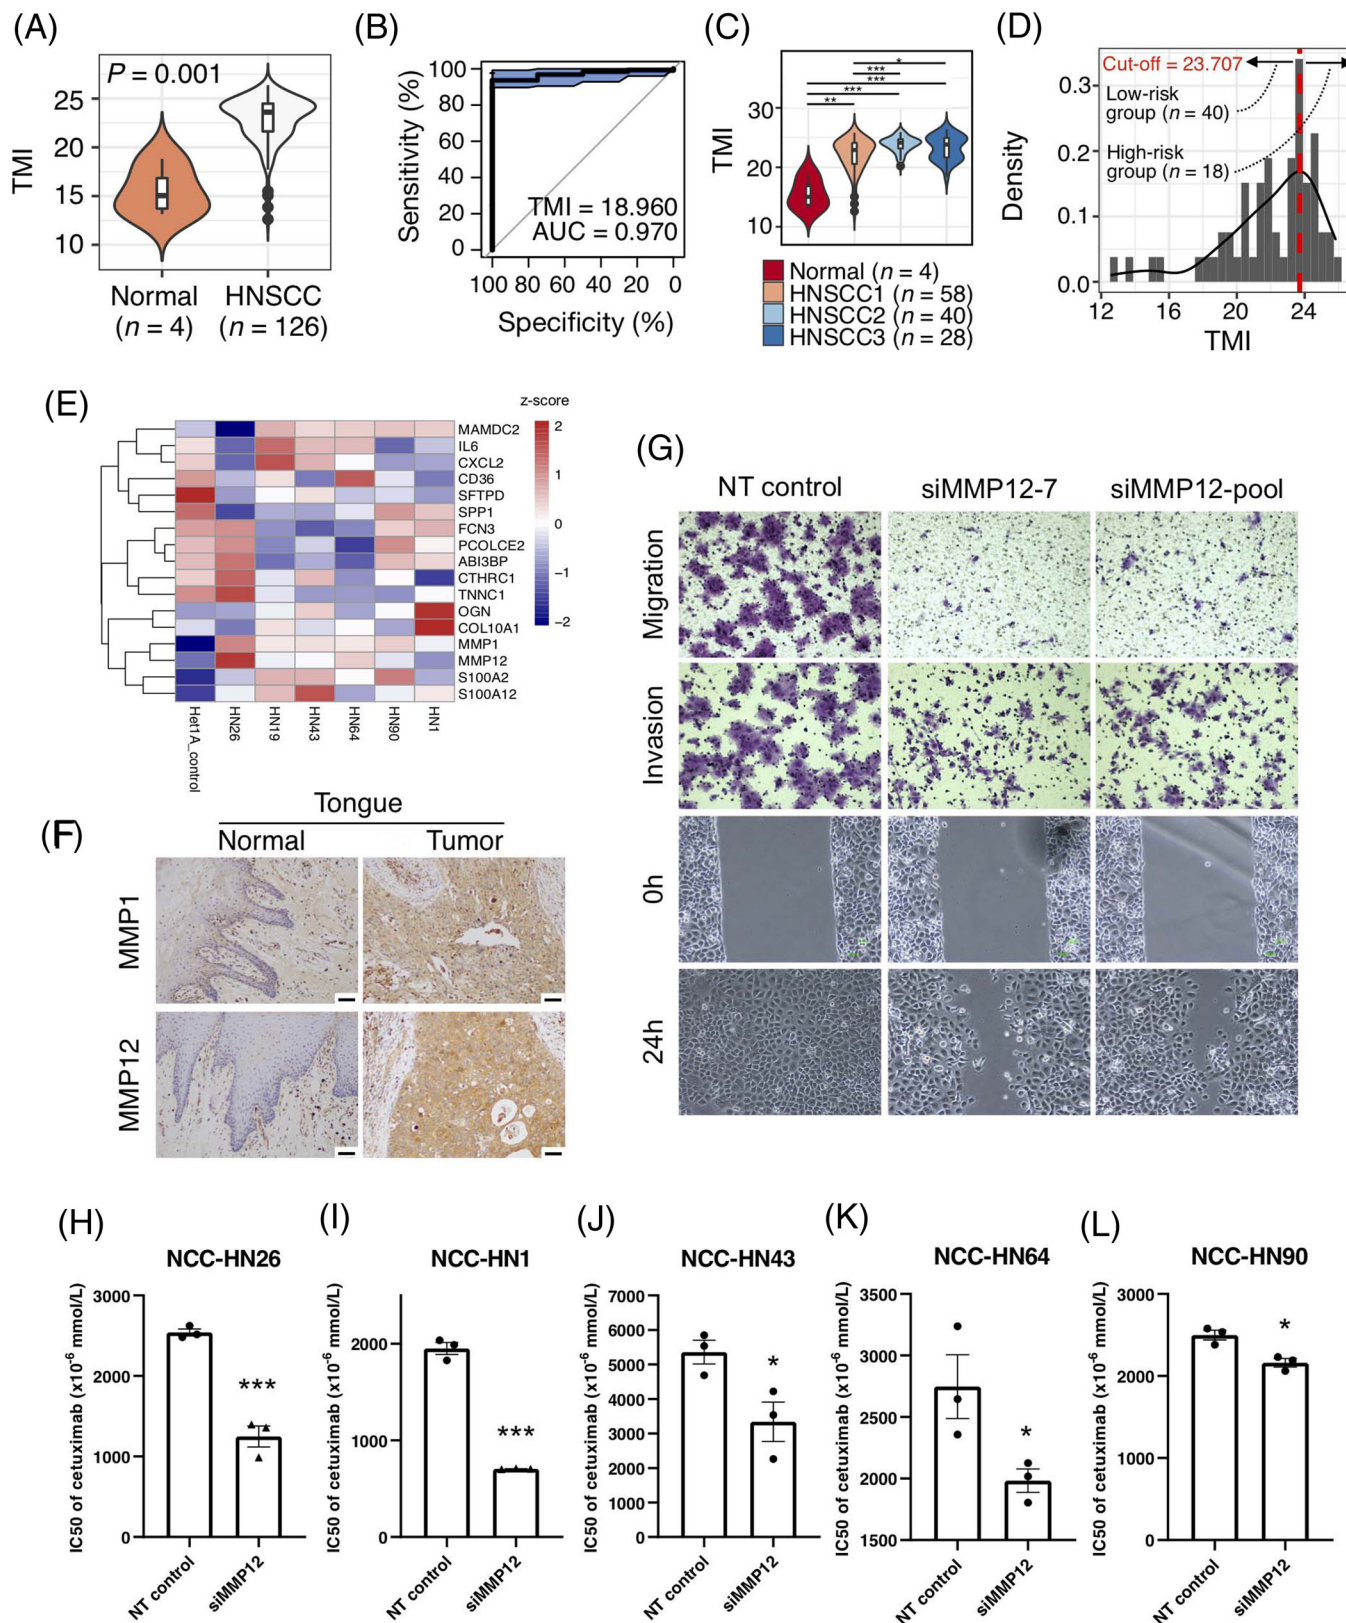 (A)
P = 0.001
TMI
25
20
15
10
Normal
(n = 4)
HNSCC
(n = 126)
(B)
Sensitivity (%)
100
80
60
40
20
0
TMI = 18.960
AUC = 0.970
100 80 60 40 20 0
Specificity (%)
(C)
TMI
30
20
10
*
***
***
***
**
Normal (n = 4)
HNSCC1 (n = 58)
HNSCC2 (n = 40)
HNSCC3 (n = 28)
(D)
Density
0.3
0.2
0.1
0.0
Cut-off = 23.707
Low-risk
group (n = 40)
High-risk
group (n = 18)
12 16 20 24
TMI
(E)
z-score
2
1
0
−1
−2
MAMDC2
IL6
CXCL2
CD36
SFTPD
SPP1
FCN3
PCOLCE2
ABI3BP
CTHRC1
TNNC1
OGN
COL10A1
MMP1
MMP12
S100A2
S100A12
Het1A_control
HN26
HN19
HN43
HN64
HN90
HN1
(F)
Tongue
Normal Tumor
MMP1
MMP12
(G)
NT control siMMP12-7 siMMP12-pool
Migration
Invasion
0h
24h
(H)
NCC-HN26
IC50 of cetuximab (x10⁻⁶ mmol/L)
3000
2000
1000
0
***
NT control
siMMP12
(I)
NCC-HN1
IC50 of cetuximab (x10⁻⁶ mmol/L)
2000
1000
0
***
NT control
siMMP12
(J)
NCC-HN43
IC50 of cetuximab (x10⁻⁶ mmol/L)
7000
6000
5000
4000
3000
2000
1000
0
*
NT control
siMMP12
(K)
NCC-HN64
IC50 of cetuximab (x10⁻⁶ mmol/L)
3500
3000
2500
2000
1500
*
NT control
siMMP12
(L)
NCC-HN90
IC50 of cetuximab (x10⁻⁶ mmol/L)
3000
2000
1000
0
*
NT control
siMMP12